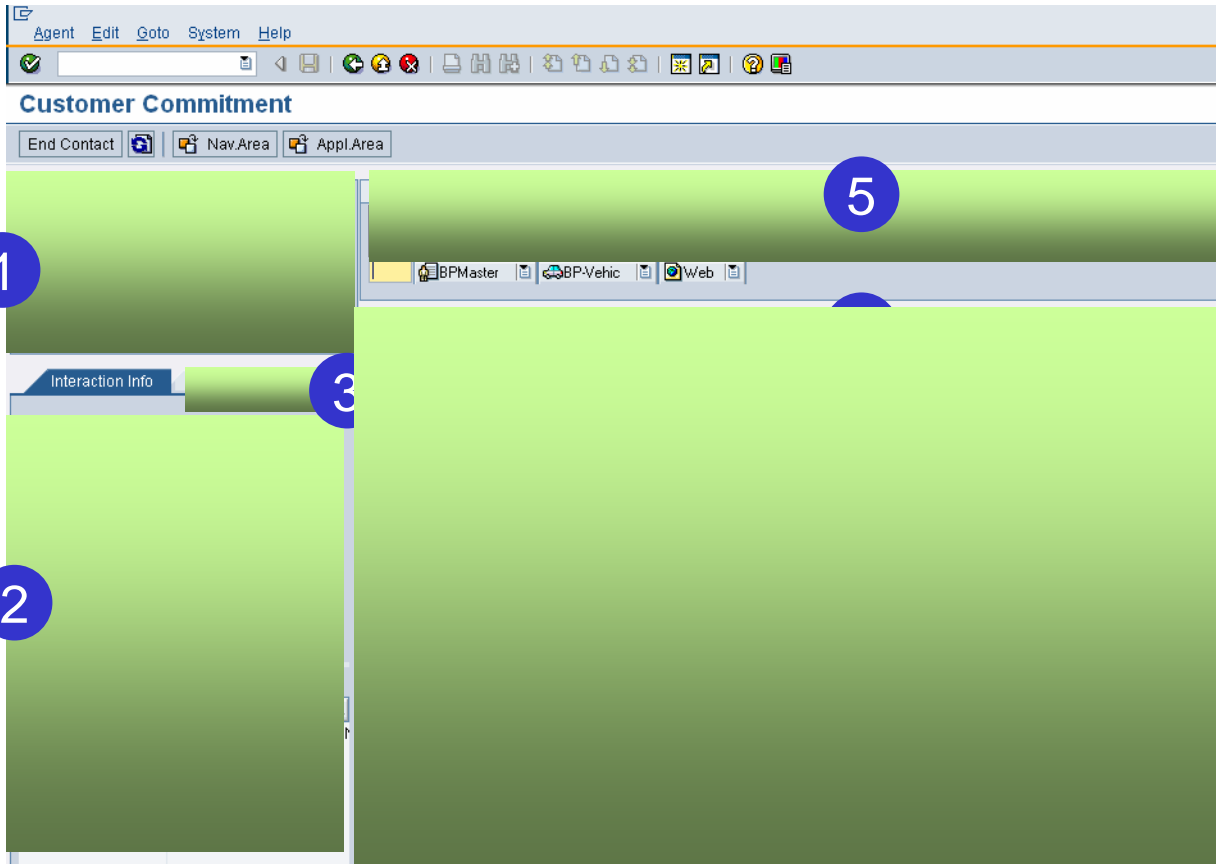 Agent Edit Goto System Help
Customer Commitment
End Contact Nav.Area Appl.Area
5
1
BPMaster BP-Vehic Web
Interaction Info
3
2